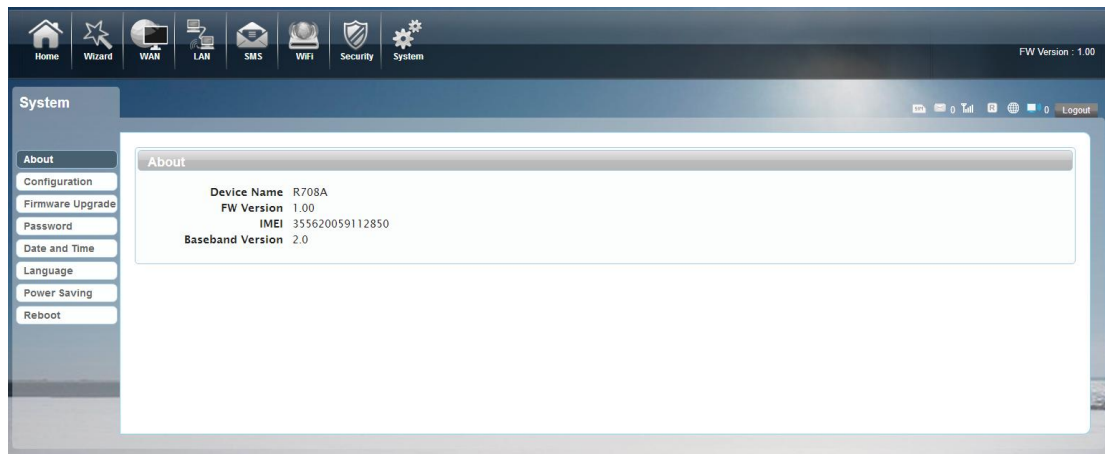 Home Wizard WAN LAN SMS WiFi Security System
FW Version : 1.00
System
0 R 0 Logout
About
Configuration
Firmware Upgrade
Password
Date and Time
Language
Power Saving
Reboot
About
Device Name R708A
FW Version 1.00
IMEI 355620059112850
Baseband Version 2.0